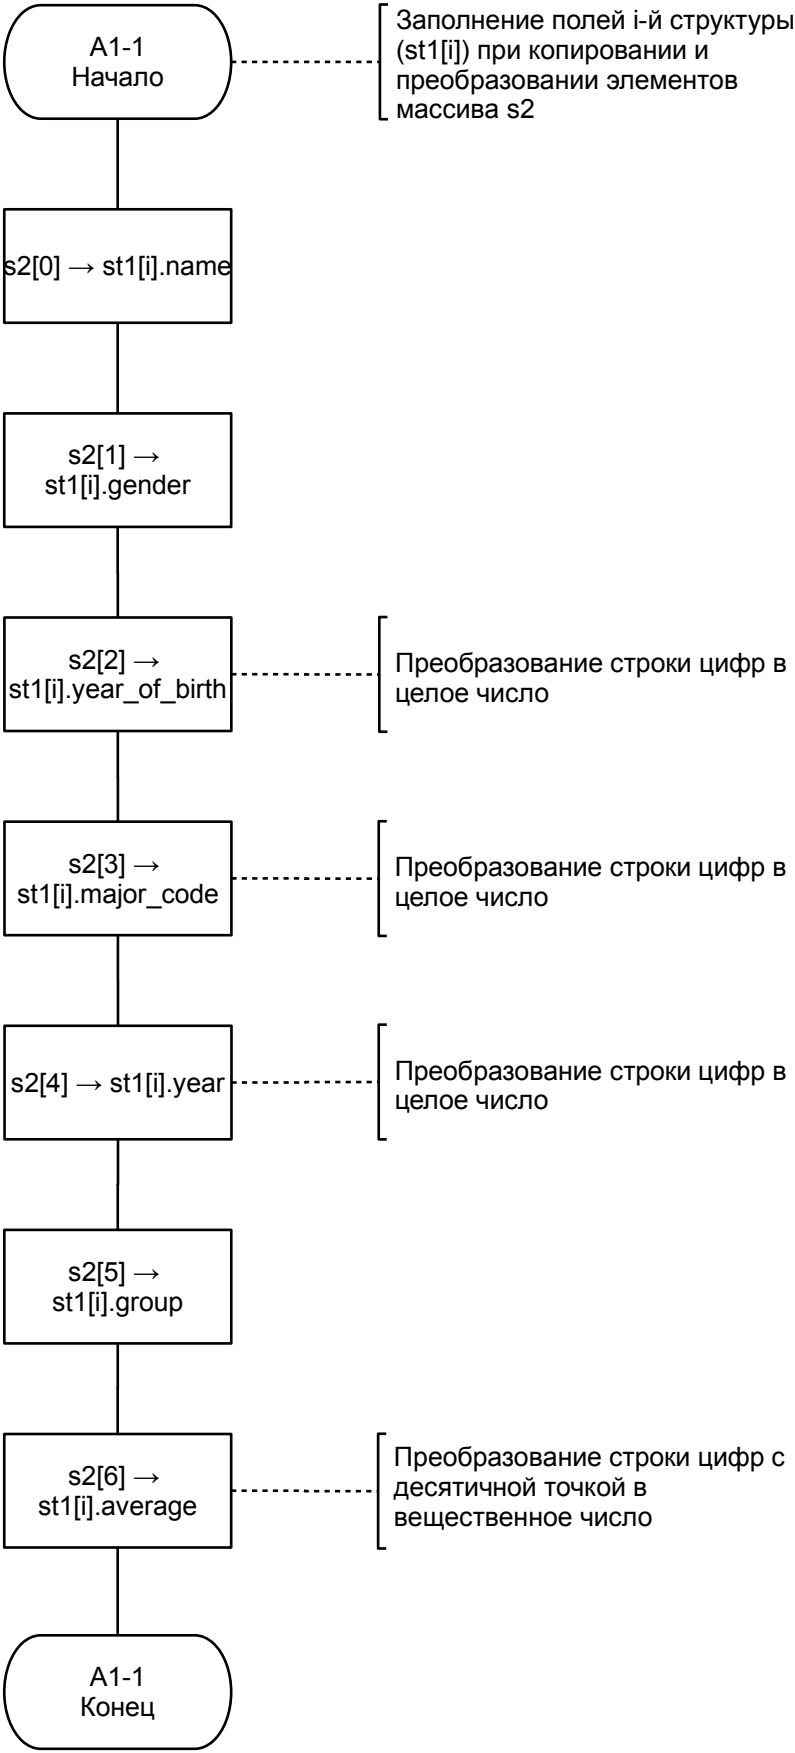 А1-1
Начало
Заполнение полей i-й структуры
(st1[i]) при копировании и
преобразовании элементов
массива s2
s2[0] → st1[i].name
s2[1] →
st1[i].gender
s2[2] →
st1[i].year_of_birth
Преобразование строки цифр в
целое число
s2[3] →
st1[i].major_code
Преобразование строки цифр в
целое число
s2[4] → st1[i].year
Преобразование строки цифр в
целое число
s2[5] →
st1[i].group
s2[6] →
st1[i].average
Преобразование строки цифр с
десятичной точкой в
вещественное число
А1-1
Конец